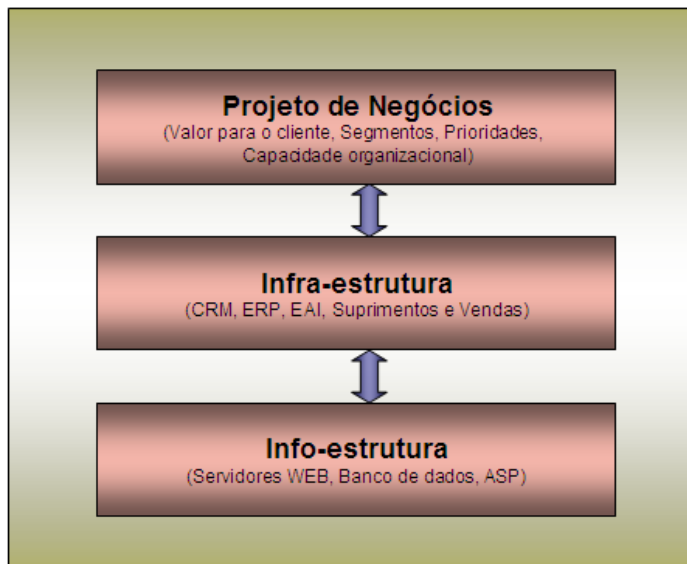 Projeto de Negócios
(Valor para o cliente, Segmentos, Prioridades,
Capacidade organizacional)
Infra-estrutura
(CRM, ERP, EAI, Suprimentos e Vendas)
Info-estrutura
(Servidores WEB, Banco de dados, ASP)